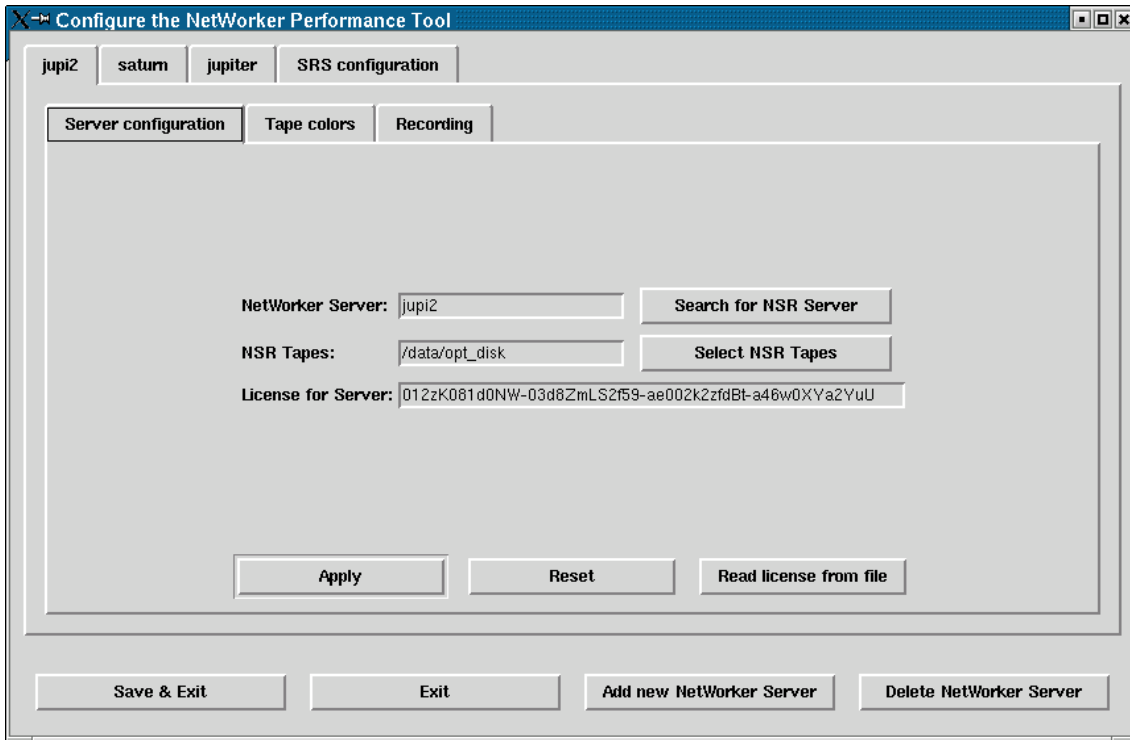 Configure the NetWorker Performance Tool
jupi2 saturn jupiter SRS configuration
Server configuration Tape colors Recording
NetWorker Server: jupi2 Search for NSR Server
NSR Tapes: /data/opt_disk Select NSR Tapes
License for Server: 012zK081d0NW-03d8ZmLS2f59-ae002k2zfdBt-a46w0XYa2YuU
Apply Reset Read license from file
Save & Exit Exit Add new NetWorker Server Delete NetWorker Server